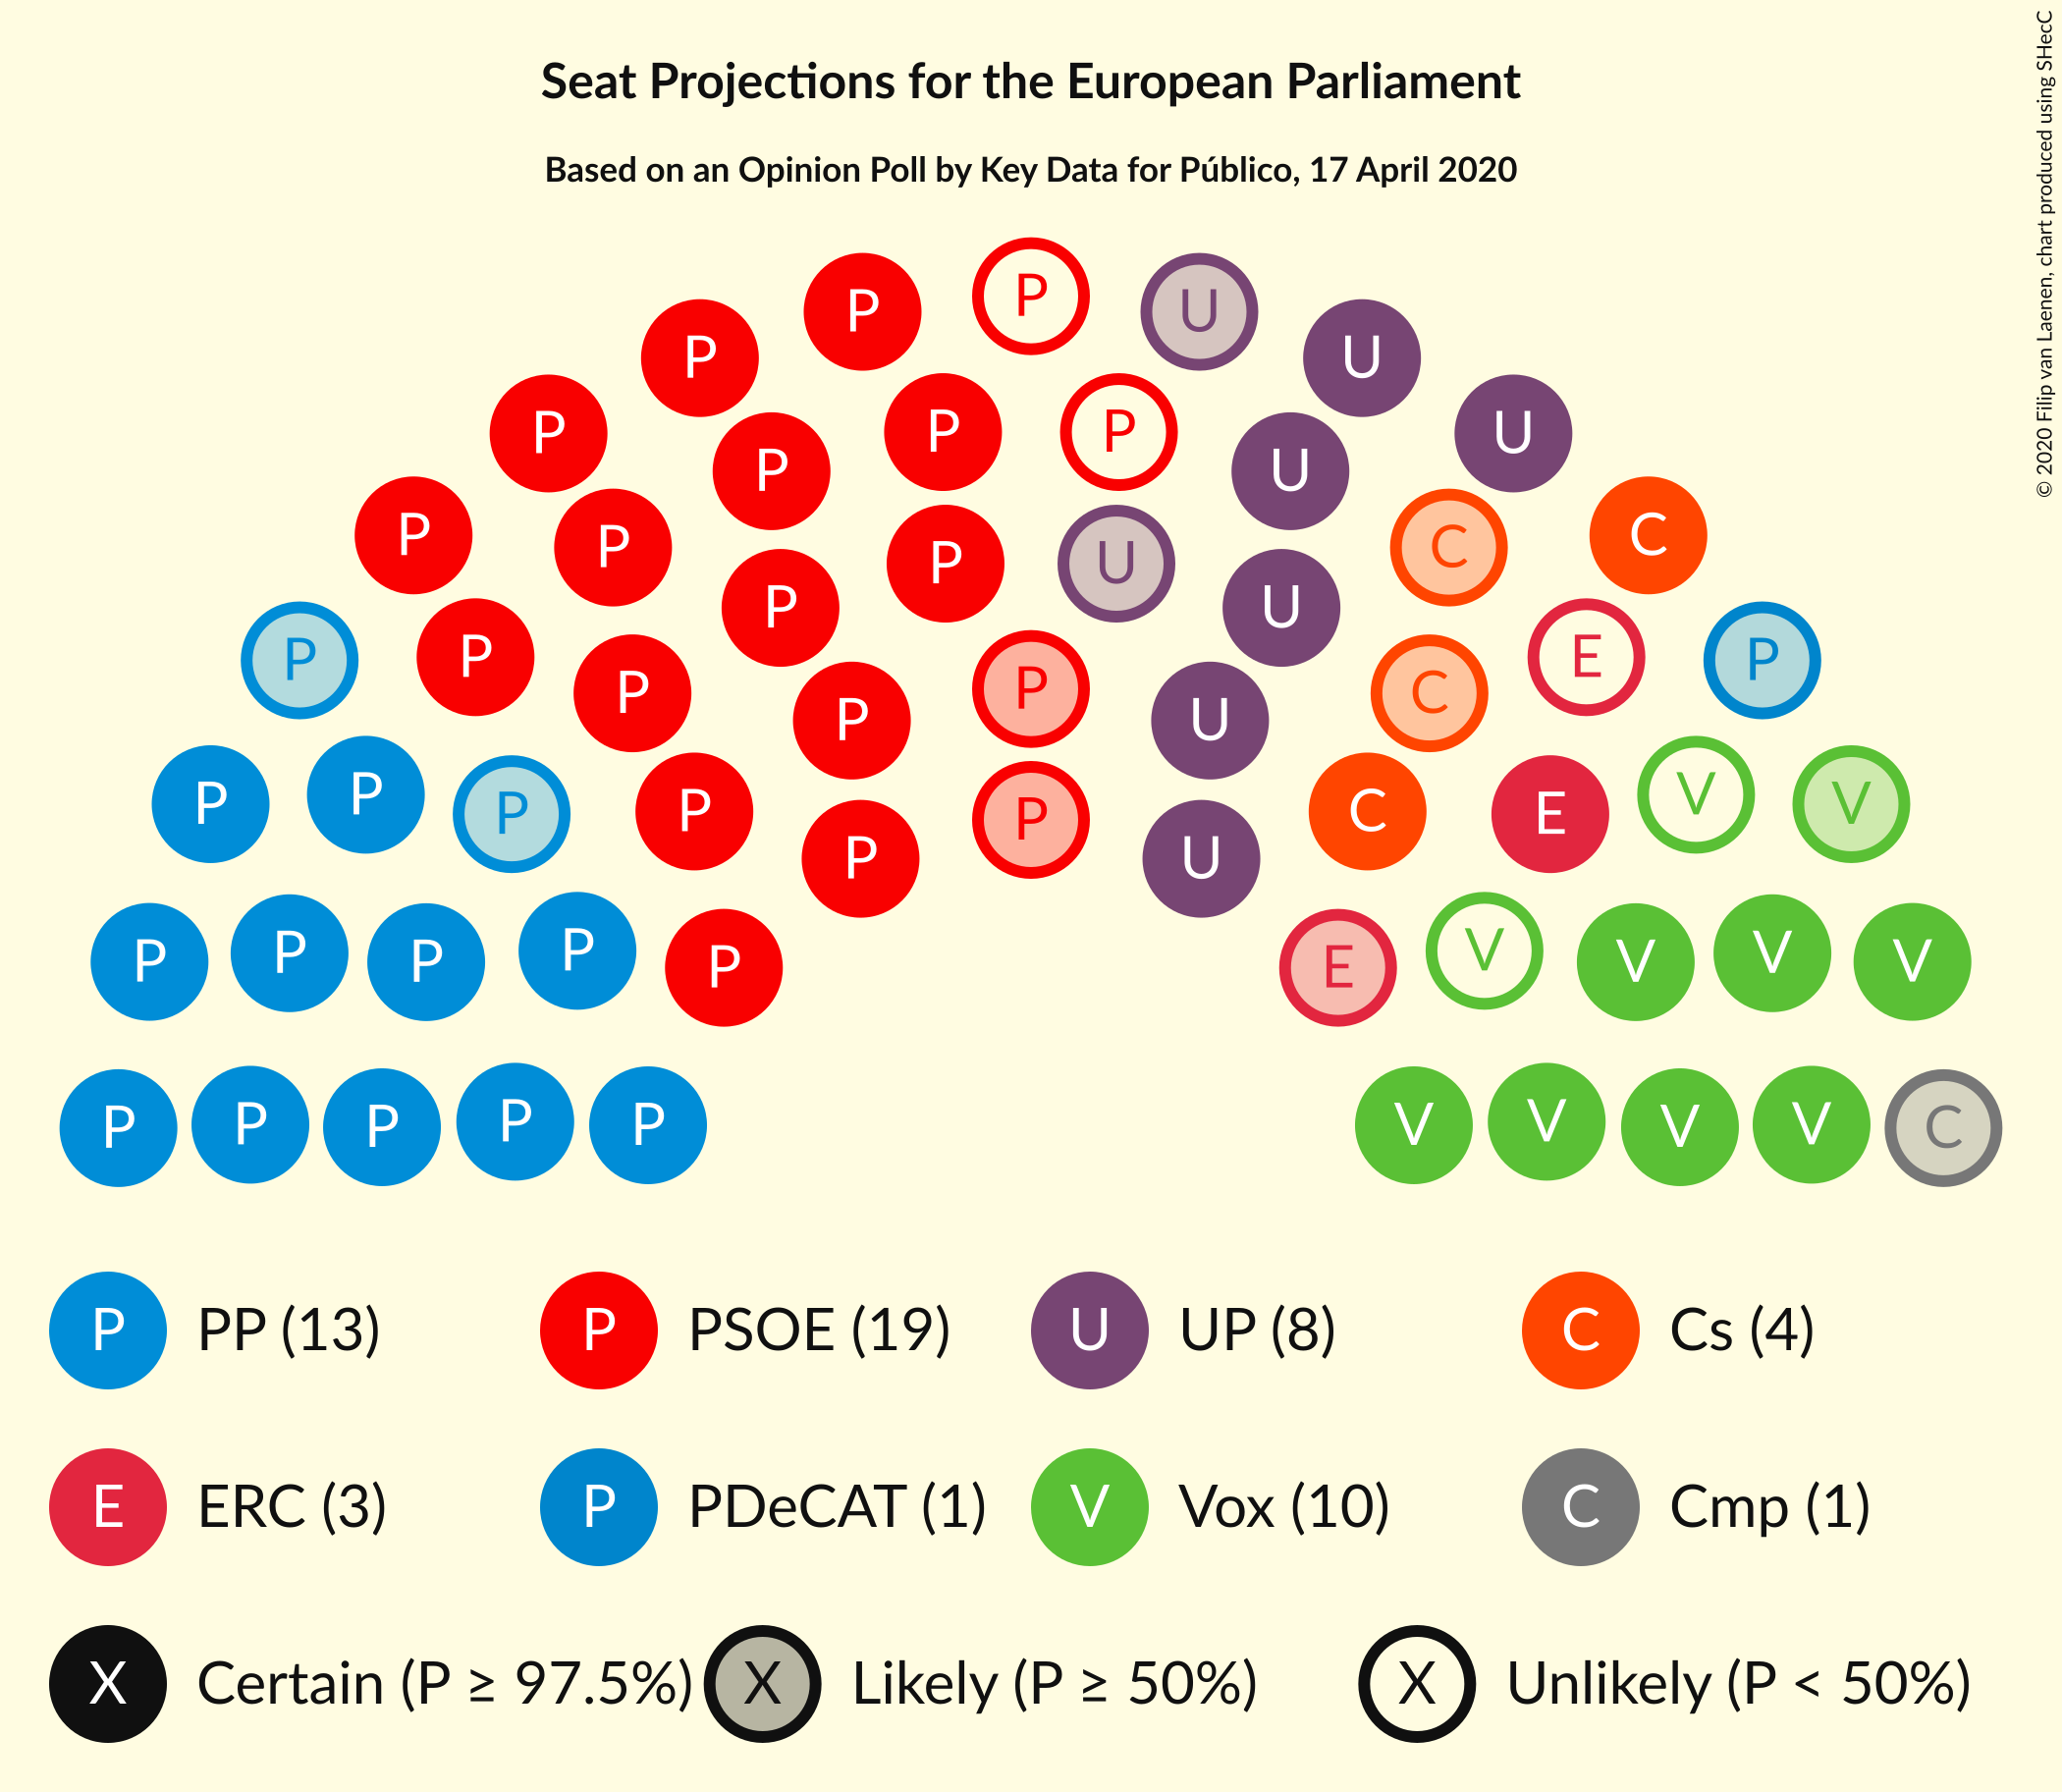 Seat Projections for the European Parliament
Based on an Opinion Poll by Key Data for Público, 17 April 2020
© 2020 Filip van Laenen, chart produced using SHecC
P
P U
P U
P P U
P P U
P P C C
P P U U
P P E P
P P C
P P U
P P V V
P P C E
P U
P P P P
P E V V V V
P P P P P
V V V V C
P PP (13) P PSOE (19) U UP (8) C Cs (4)
E ERC (3) P PDeCAT (1) V Vox (10) C Cmp (1)
X Certain (P ≥ 97.5%) X Likely (P ≥ 50%) X Unlikely (P < 50%)